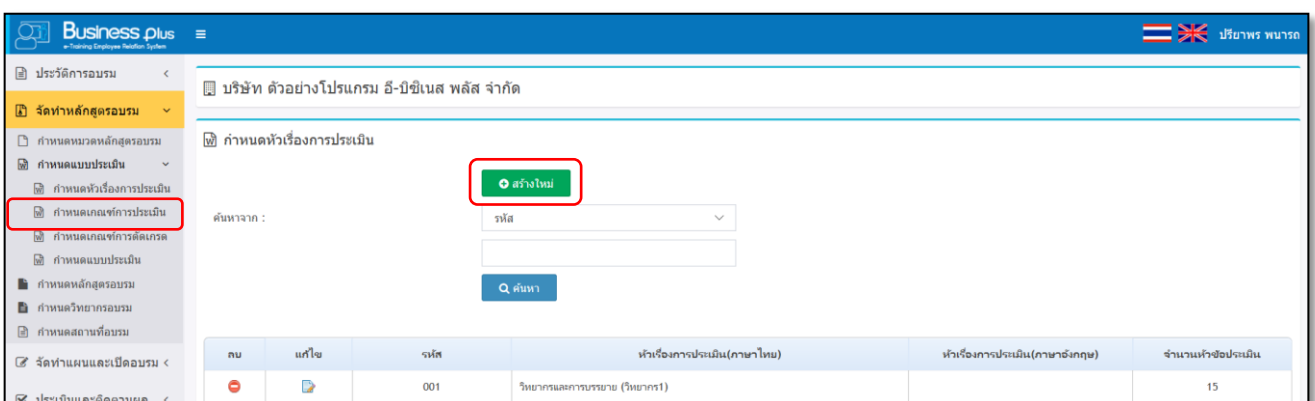 Business plus
e-Training Employee Relation System
ปรียาพร พนารถ
ประวัติการอบรม
จัดทำหลักสูตรอบรม
กำหนดหมวดหลักสูตรอบรม
กำหนดแบบประเมิน
กำหนดหัวเรื่องการประเมิน
กำหนดเกณฑ์การประเมิน
กำหนดเกณฑ์การตัดเกรด
กำหนดแบบประเมิน
กำหนดหลักสูตรอบรม
กำหนดวิทยากรอบรม
กำหนดสถานที่อบรม
จัดทำแผนและเปิดอบรม
ประเมินและติดตามผล
บริษัท ตัวอย่างโปรแกรม อี-บิซิเนส พลัส จำกัด
กำหนดหัวเรื่องการประเมิน
สร้างใหม่
ค้นหาจาก : รหัส
ค้นหา
ลบ แก้ไข รหัส หัวเรื่องการประเมิน(ภาษาไทย) หัวเรื่องการประเมิน(ภาษาอังกฤษ) จำนวนหัวข้อประเมิน
001 วิทยากรและการบรรยาย (วิทยากร1) 15